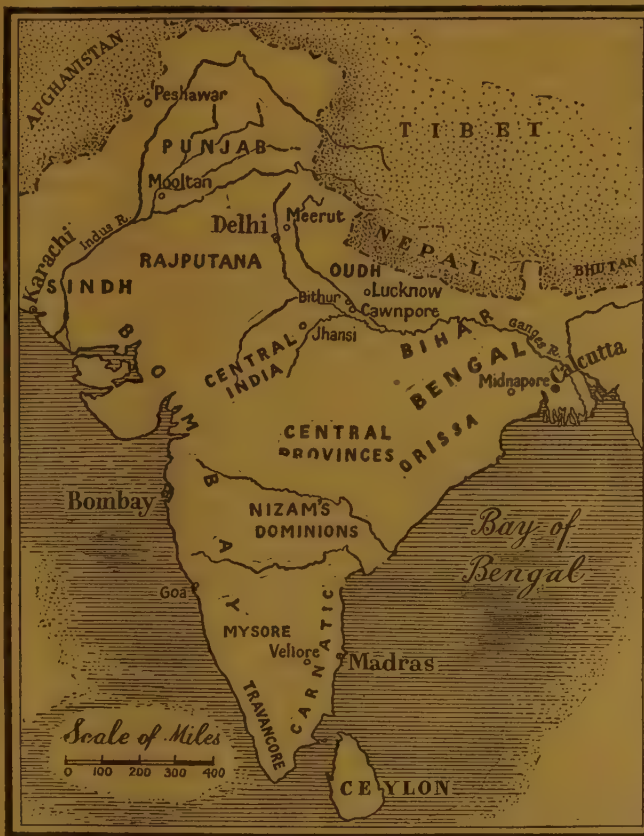 AFGHANISTAN
Peshawar
TIBET
PUNJAB
Mooltan
Indus R.
Delhi
Meerut
NEPAL
BHUTAN
Karachi
SINDH
RAJPUTANA
OUDH
Lucknow
Bithur
Cawnpore
Jhansi
BIHAR
Ganges R.
CENTRAL
INDIA
BENGAL
Calcutta
Midnapore
CENTRAL
PROVINCES
ORISSA
BOMBAY
Bombay
NIZAM'S
DOMINIONS
Bay of
Bengal
Goa
MYSORE
Vellore
CARNATIC
Madras
TRAVANCORE
Scale of Miles
0 100 200 300 400
CEYLON